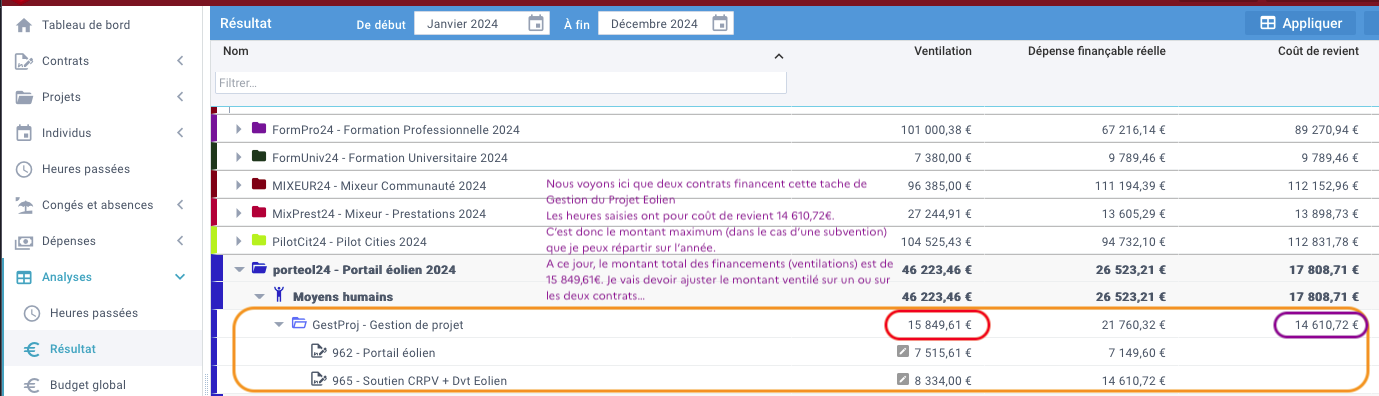 Tableau de bord
Contrats
Projets
Individus
Heures passées
Congés et absences
Dépenses
Analyses
Heures passées
Résultat
Budget global
Résultat De début Janvier 2024 À fin Décembre 2024 Appliquer
Nom Ventilation Dépense finançable réelle Coût de revient
Filtrer...
FormPro24 - Formation Professionnelle 2024 101 000,38 € 67 216,14 € 89 270,94 €
FormUniv24 - Formation Universitaire 2024 7 380,00 € 9 789,46 € 9 789,46 €
MIXEUR24 - Mixeur Communauté 2024 96 385,00 € 111 194,39 € 112 152,96 €
MixPrest24 - Mixeur - Prestations 2024 27 244,91 € 13 605,29 € 13 898,73 €
PilotCit24 - Pilot Cities 2024 104 525,43 € 94 732,10 € 112 831,78 €
porteol24 - Portail éolien 2024 46 223,46 € 26 523,21 € 17 808,71 €
Moyens humains 46 223,46 € 26 523,21 € 17 808,71 €
GestProj - Gestion de projet 15 849,61 € 21 760,32 € 14 610,72 €
962 - Portail éolien 7 515,61 € 7 149,60 €
965 - Soutien CRPV + Dvt Eolien 8 334,00 € 14 610,72 €
Nous voyons ici que deux contrats financent cette tache de
Gestion du Projet Eolien
Les heures saisies ont pour coût de revient 14 610,72€.
C'est donc le montant maximum (dans le cas d'une subvention)
que je peux répartir sur l'année.
A ce jour, le montant total des financements (ventilations) est de
15 849,61€. Je vais devoir ajuster le montant ventilé sur un ou sur
les deux contrats...